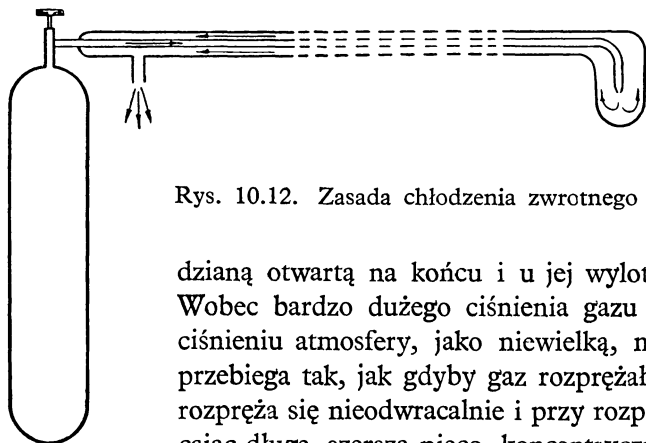 Rys. 10.12. Zasada chłodzenia zwrotnego
dzianą otwartą na końcu i u jej wylot
Wobec bardzo dużego ciśnienia gazu
ciśnieniu atmosfery, jako niewielką, n
przebiega tak, jak gdyby gaz rozpręża
rozpręża się nieodwracalnie i przy rozp